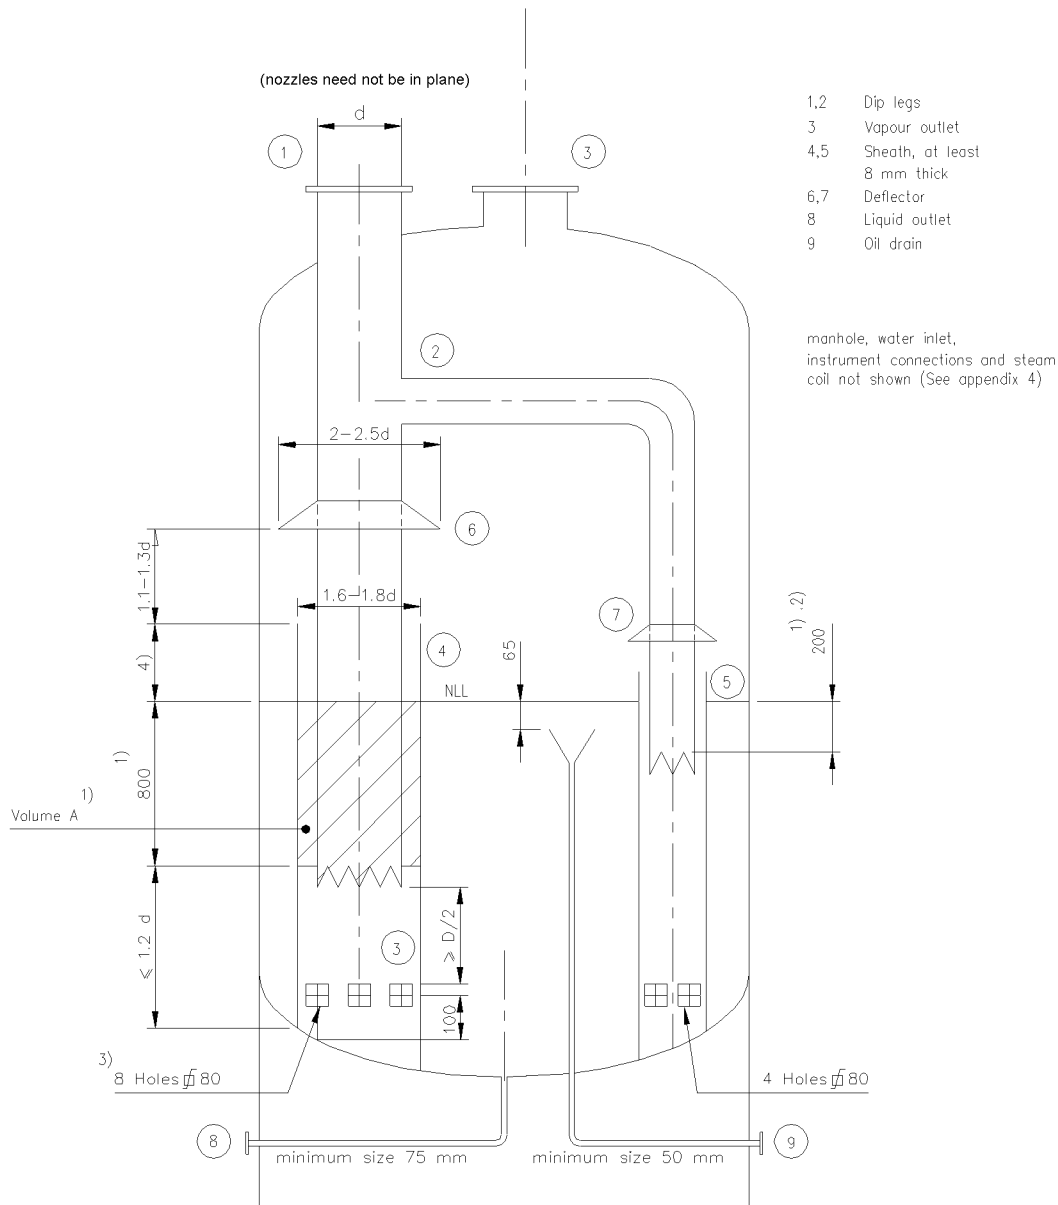 (nozzles need not be in plane)
d
1
3
1,2 Dip legs
3 Vapour outlet
4,5 Sheath, at least
8 mm thick
6,7 Deflector
8 Liquid outlet
9 Oil drain
manhole, water inlet,
instrument connections and steam
coil not shown (See appendix 4)
2
2-2.5d
6
1.1-1.3d
1.6-1.8d
7
4
4)
65
1) .2)
200
5
NLL
1)
800
Volume A 1)
≤ 1.2 d
≥ D/2
3
100
3)
8 Holes ⌗ 80
4 Holes ⌗ 80
8
9
minimum size 75 mm
minimum size 50 mm